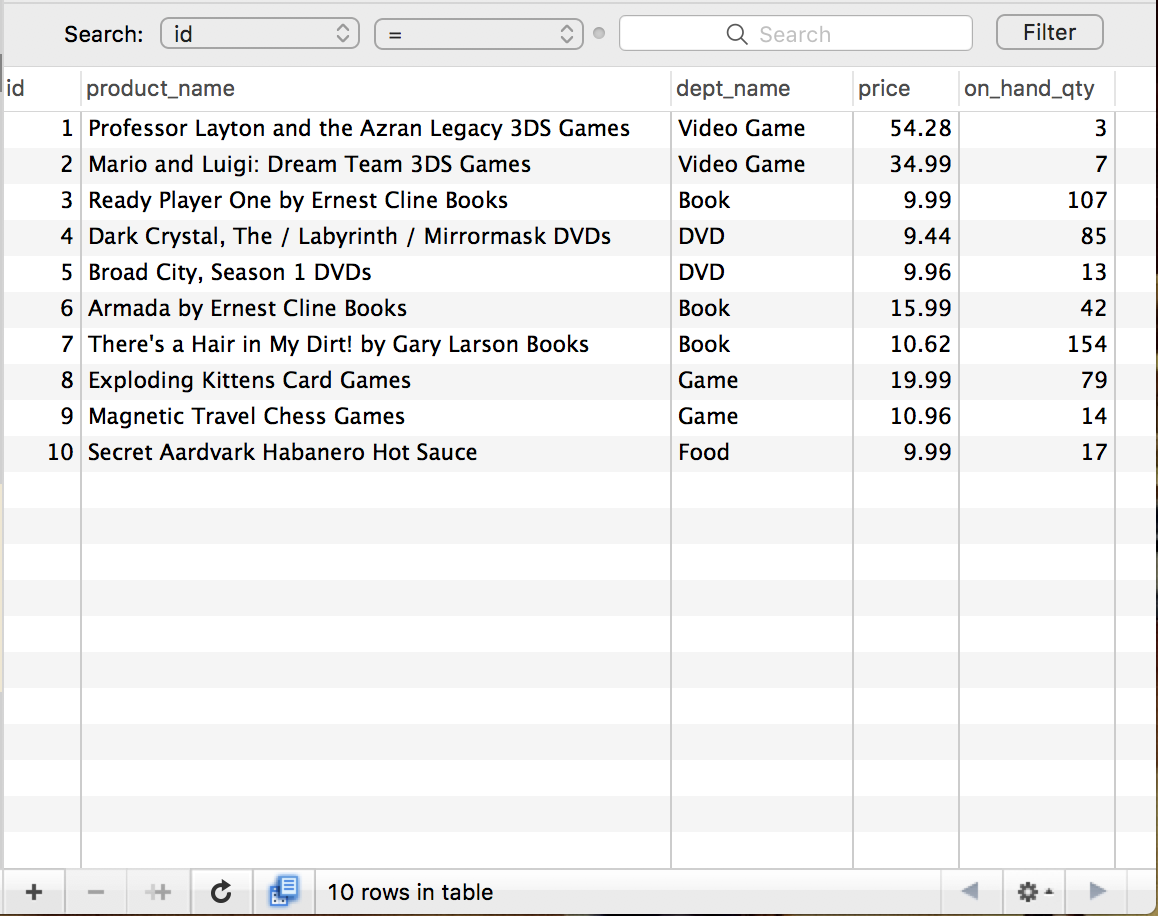 Search: id = Search Filter
id product_name dept_name price on_hand_qty
1 Professor Layton and the Azran Legacy 3DS Games Video Game 54.28 3
2 Mario and Luigi: Dream Team 3DS Games Video Game 34.99 7
3 Ready Player One by Ernest Cline Books Book 9.99 107
4 Dark Crystal, The / Labyrinth / Mirrormask DVDs DVD 9.44 85
5 Broad City, Season 1 DVDs DVD 9.96 13
6 Armada by Ernest Cline Books Book 15.99 42
7 There's a Hair in My Dirt! by Gary Larson Books Book 10.62 154
8 Exploding Kittens Card Games Game 19.99 79
9 Magnetic Travel Chess Games Game 10.96 14
10 Secret Aardvark Habanero Hot Sauce Food 9.99 17
10 rows in table